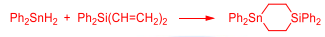 Ph₂SnH₂ + Ph₂Si(CH=CH₂)₂ → Ph₂Sn SiPh₂